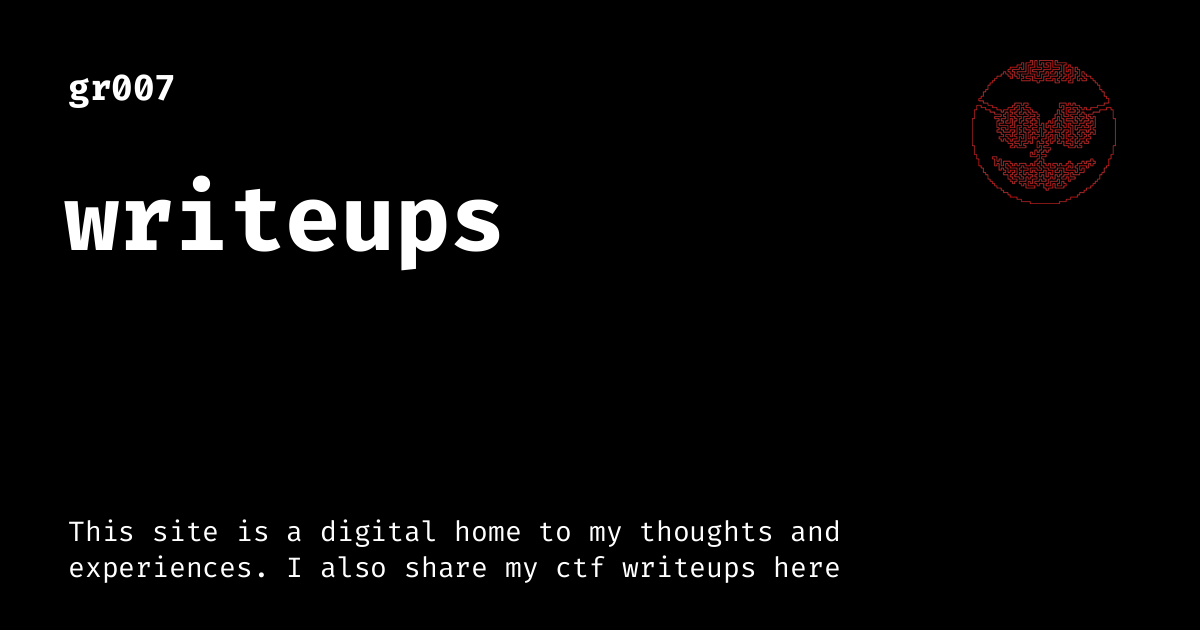 gr007
writeups
This site is a digital home to my thoughts and
experiences. I also share my ctf writeups here